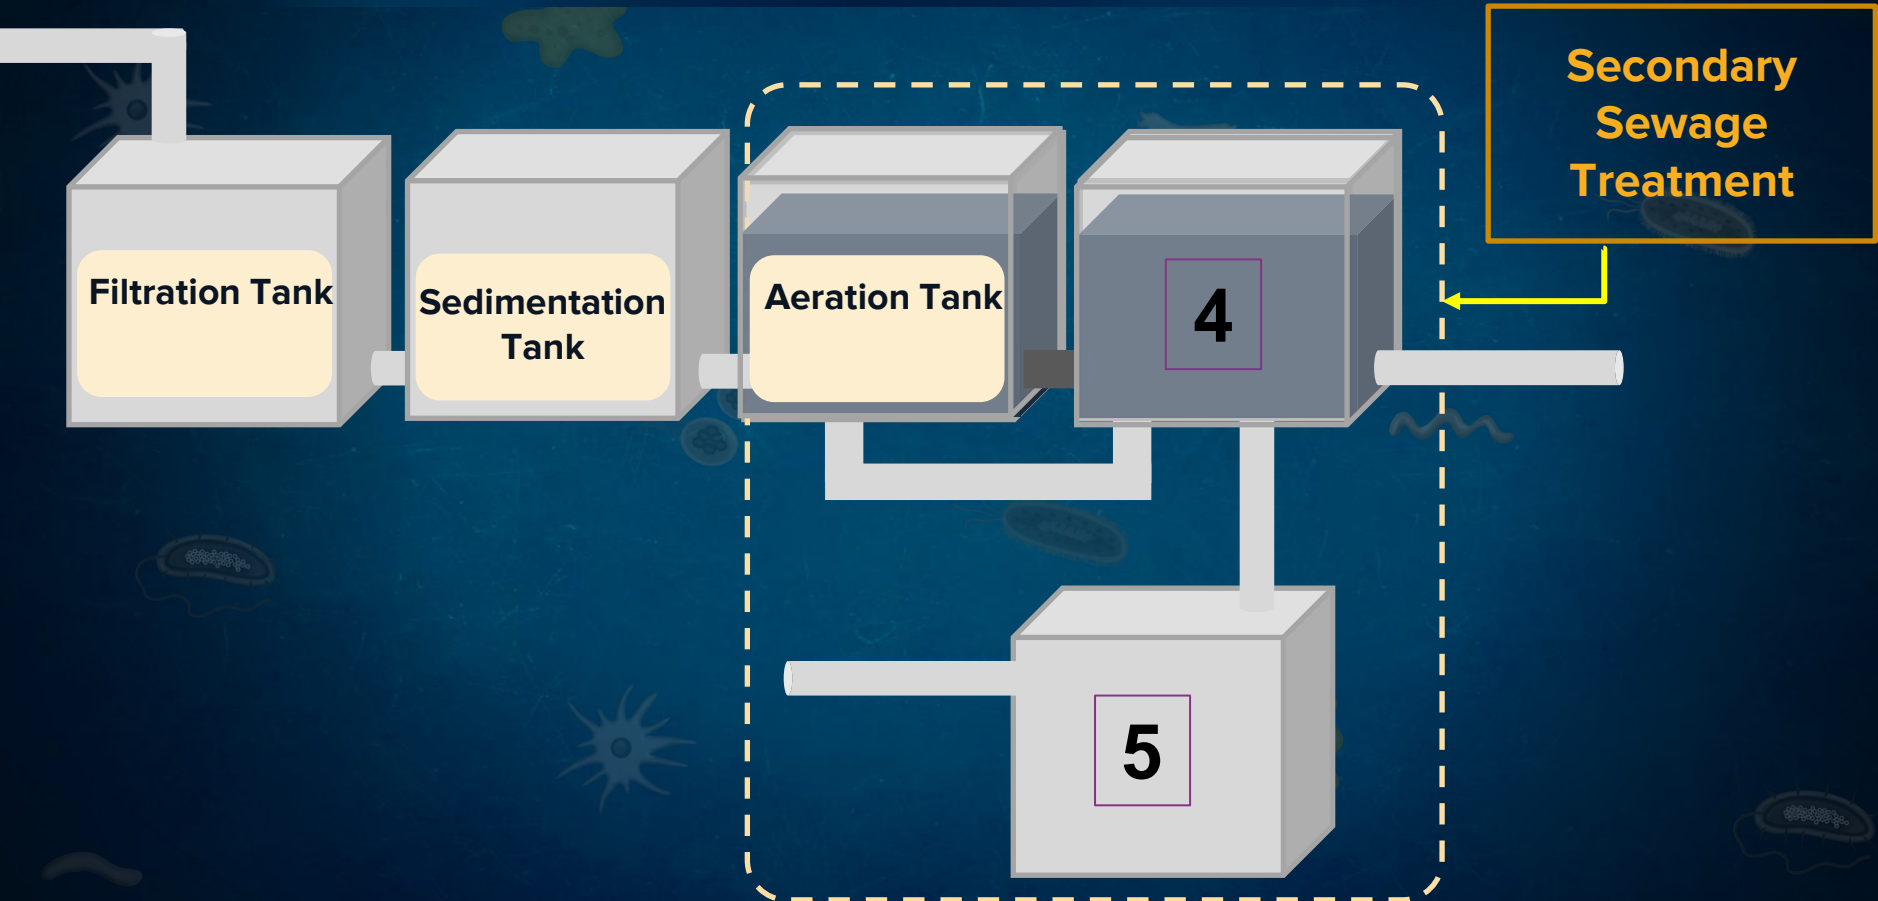 Secondary
Sewage
Treatment
Filtration Tank
Sedimentation
Tank
Aeration Tank
4
5